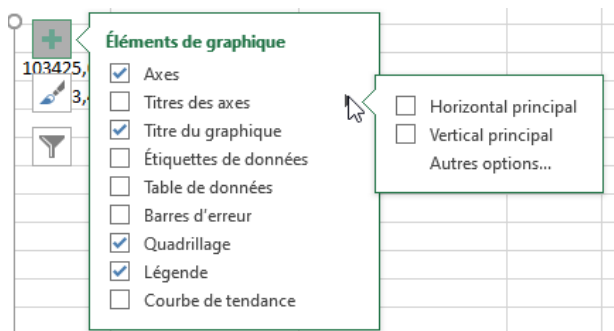 Éléments de graphique
103425,
Axes
3,
Titres des axes
Titre du graphique
Étiquettes de données
Table de données
Barres d'erreur
Quadrillage
Légende
Courbe de tendance
Horizontal principal
Vertical principal
Autres options...